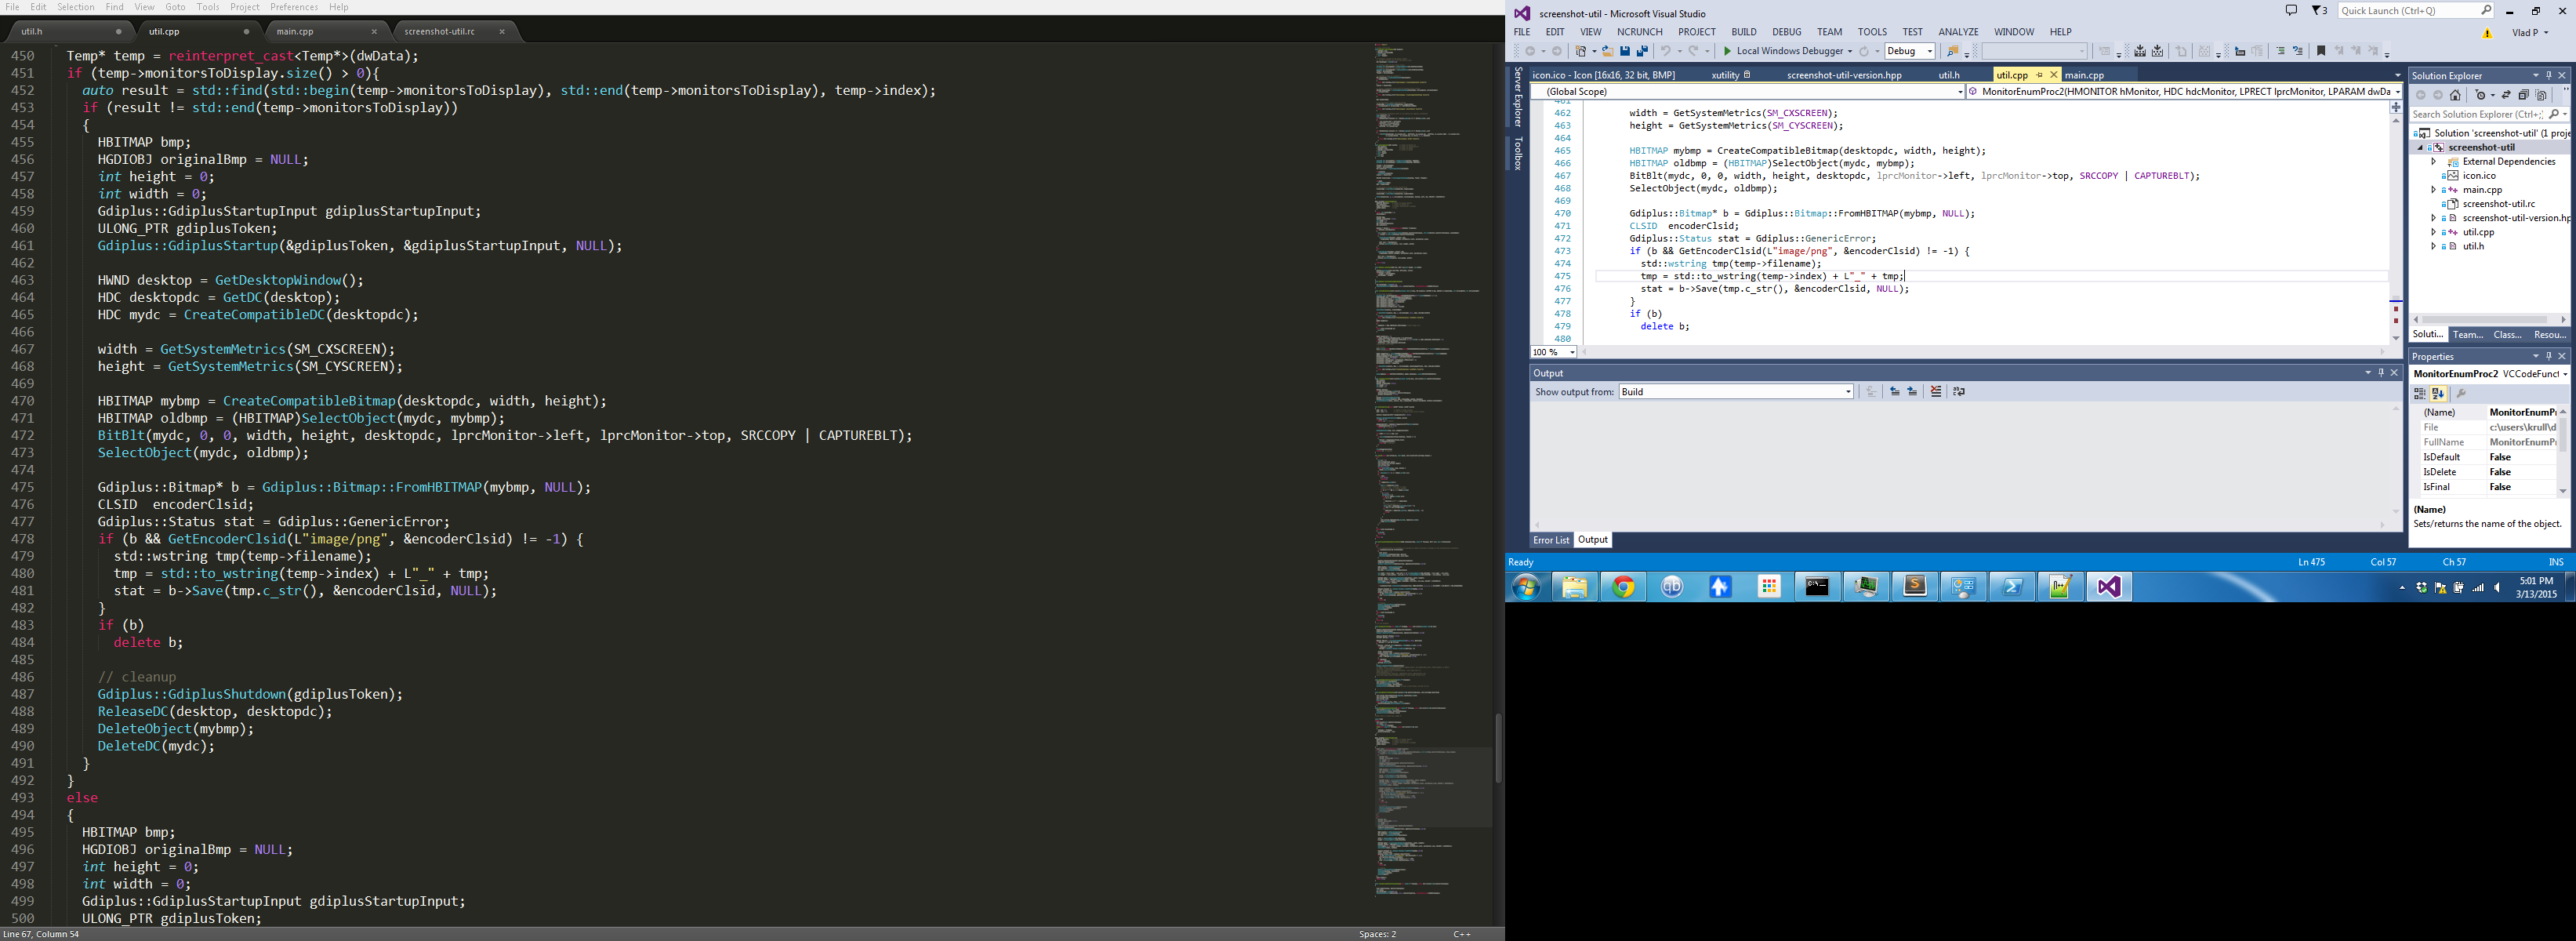 File Edit Selection Find View Goto Tools Project Preferences Help
util.h util.cpp main.cpp screenshot-util.rc
450 Temp* temp = reinterpret_cast<Temp*>(dwData);
451 if (temp->monitorsToDisplay.size() > 0){
452 auto result = std::find(std::begin(temp->monitorsToDisplay), std::end(temp->monitorsToDisplay), temp->index);
453 if (result != std::end(temp->monitorsToDisplay))
454 {
455 HBITMAP bmp;
456 HGDIOBJ originalBmp = NULL;
457 int height = 0;
458 int width = 0;
459 Gdiplus::GdiplusStartupInput gdiplusStartupInput;
460 ULONG_PTR gdiplusToken;
461 Gdiplus::GdiplusStartup(&gdiplusToken, &gdiplusStartupInput, NULL);
462
463 HWND desktop = GetDesktopWindow();
464 HDC desktopdc = GetDC(desktop);
465 HDC mydc = CreateCompatibleDC(desktopdc);
466
467 width = GetSystemMetrics(SM_CXSCREEN);
468 height = GetSystemMetrics(SM_CYSCREEN);
469
470 HBITMAP mybmp = CreateCompatibleBitmap(desktopdc, width, height);
471 HBITMAP oldbmp = (HBITMAP)SelectObject(mydc, mybmp);
472 BitBlt(mydc, 0, 0, width, height, desktopdc, lprcMonitor->left, lprcMonitor->top, SRCCOPY | CAPTUREBLT);
473 SelectObject(mydc, oldbmp);
474
475 Gdiplus::Bitmap* b = Gdiplus::Bitmap::FromHBITMAP(mybmp, NULL);
476 CLSID  encoderClsid;
477 Gdiplus::Status stat = Gdiplus::GenericError;
478 if (b && GetEncoderClsid(L"image/png", &encoderClsid) != -1) {
479 std::wstring tmp(temp->filename);
480 tmp = std::to_wstring(temp->index) + L"_" + tmp;
481 stat = b->Save(tmp.c_str(), &encoderClsid, NULL);
482 }
483 if (b)
484 delete b;
485
486 // cleanup
487 Gdiplus::GdiplusShutdown(gdiplusToken);
488 ReleaseDC(desktop, desktopdc);
489 DeleteObject(mybmp);
490 DeleteDC(mydc);
491 }
492 }
493 else
494 {
495 HBITMAP bmp;
496 HGDIOBJ originalBmp = NULL;
497 int height = 0;
498 int width = 0;
499 Gdiplus::GdiplusStartupInput gdiplusStartupInput;
500 ULONG_PTR gdiplusToken;
Line 67, Column 54 Spaces: 2 C++
screenshot-util - Microsoft Visual Studio 3 Quick Launch (Ctrl+Q)
FILE EDIT VIEW NCRUNCH PROJECT BUILD DEBUG TEAM TOOLS TEST ANALYZE WINDOW HELP Vlad P
Local Windows Debugger Debug
Server Explorer
Toolbox
icon.ico - Icon [16x16, 32 bit, BMP] xutility screenshot-util-version.hpp util.h util.cpp main.cpp
(Global Scope) MonitorEnumProc2(HMONITOR hMonitor, HDC hdcMonitor, LPRECT lprcMonitor, LPARAM dwDa
461
462 width = GetSystemMetrics(SM_CXSCREEN);
463 height = GetSystemMetrics(SM_CYSCREEN);
464
465 HBITMAP mybmp = CreateCompatibleBitmap(desktopdc, width, height);
466 HBITMAP oldbmp = (HBITMAP)SelectObject(mydc, mybmp);
467 BitBlt(mydc, 0, 0, width, height, desktopdc, lprcMonitor->left, lprcMonitor->top, SRCCOPY | CAPTUREBLT);
468 SelectObject(mydc, oldbmp);
469
470 Gdiplus::Bitmap* b = Gdiplus::Bitmap::FromHBITMAP(mybmp, NULL);
471 CLSID  encoderClsid;
472 Gdiplus::Status stat = Gdiplus::GenericError;
473 if (b && GetEncoderClsid(L"image/png", &encoderClsid) != -1) {
474 std::wstring tmp(temp->filename);
475 tmp = std::to_wstring(temp->index) + L"_" + tmp;
476 stat = b->Save(tmp.c_str(), &encoderClsid, NULL);
477 }
478 if (b)
479 delete b;
480
100 %
Output
Show output from: Build
Error List Output
Solution Explorer
Search Solution Explorer (Ctrl+;)
Solution 'screenshot-util' (1 proje
screenshot-util
External Dependencies
icon.ico
main.cpp
screenshot-util.rc
screenshot-util-version.hp
util.cpp
util.h
Soluti... Team... Class... Resou...
Properties
MonitorEnumProc2 VCCodeFunct
(Name) MonitorEnumPr
File c:\users\krull\d
FullName MonitorEnumPr
IsDefault False
IsDelete False
IsFinal False
(Name)
Sets/returns the name of the object.
Ready Ln 475 Col 57 Ch 57 INS
5:01 PM
3/13/2015